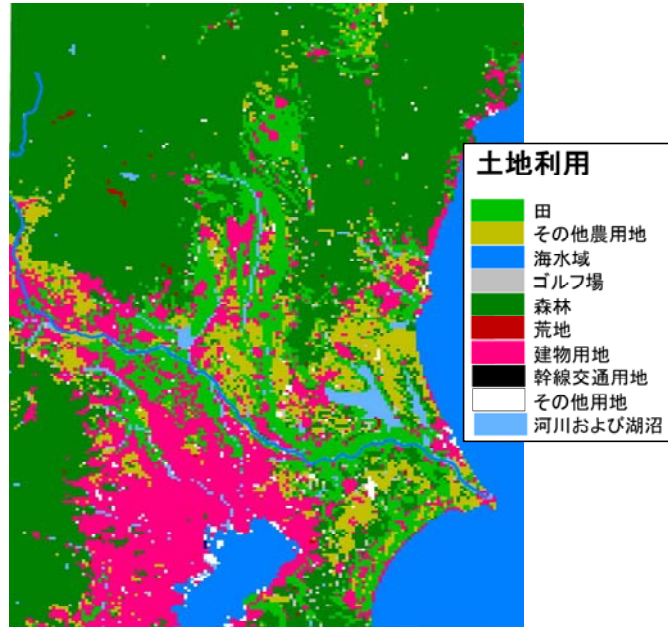 土地利用
田
その他農用地
海水域
ゴルフ場
森林
荒地
建物用地
幹線交通用地
その他用地
河川および湖沼